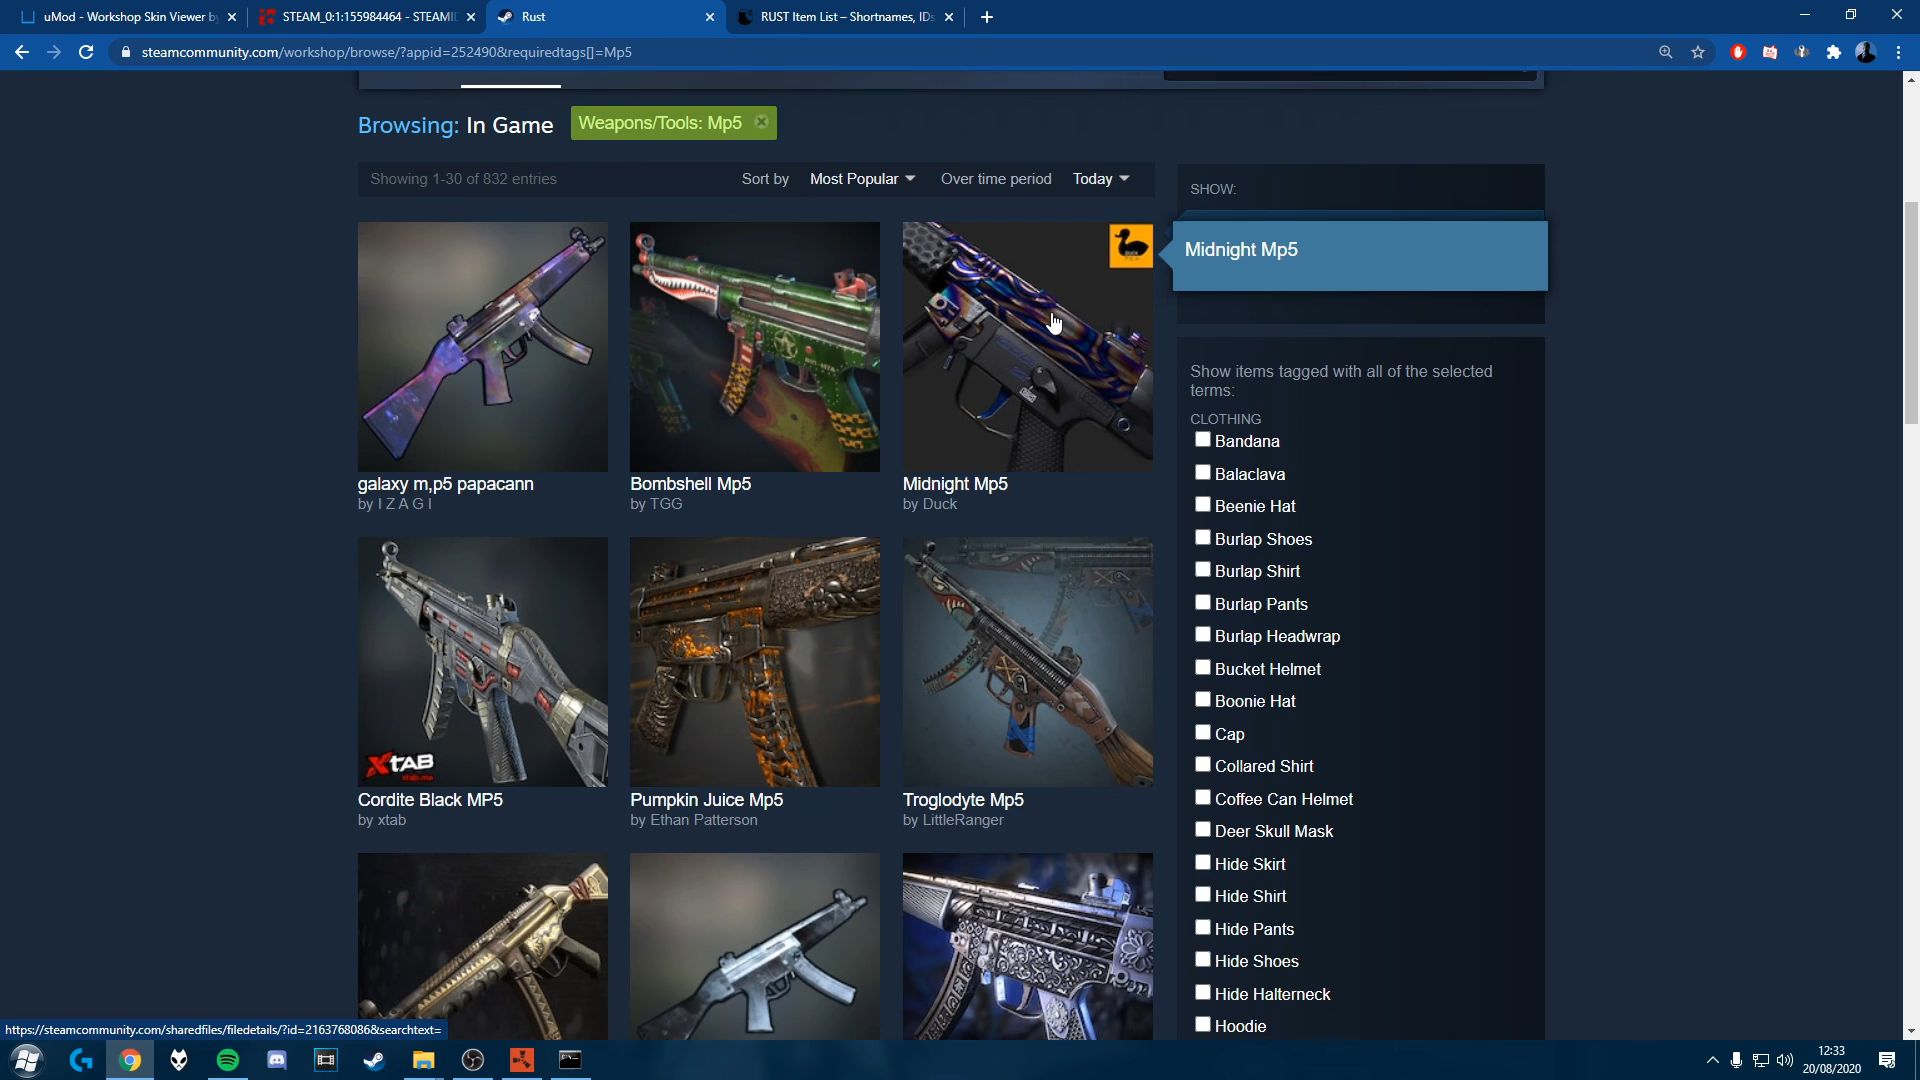 uMod - Workshop Skin Viewer by
STEAM_0:1:155984464 - STEAMI
Rust
RUST Item List – Shortnames, IDs
steamcommunity.com/workshop/browse/?appid=252490&requiredtags[]=Mp5
Browsing: In Game
Weapons/Tools: Mp5
Showing 1-30 of 832 entries
Sort by Most Popular Over time period Today
SHOW:
Midnight Mp5
galaxy m,p5 papacann
by I Z A G I
Bombshell Mp5
by TGG
DUCK
Midnight Mp5
by Duck
XTAB
xtab.me
Cordite Black MP5
by xtab
Pumpkin Juice Mp5
by Ethan Patterson
Troglodyte Mp5
by LittleRanger
Show items tagged with all of the selected
terms:
CLOTHING
Bandana
Balaclava
Beenie Hat
Burlap Shoes
Burlap Shirt
Burlap Pants
Burlap Headwrap
Bucket Helmet
Boonie Hat
Cap
Collared Shirt
Coffee Can Helmet
Deer Skull Mask
Hide Skirt
Hide Shirt
Hide Pants
Hide Shoes
Hide Halterneck
Hoodie
https://steamcommunity.com/sharedfiles/filedetails/?id=2163768086&searchtext=
12:33
20/08/2020